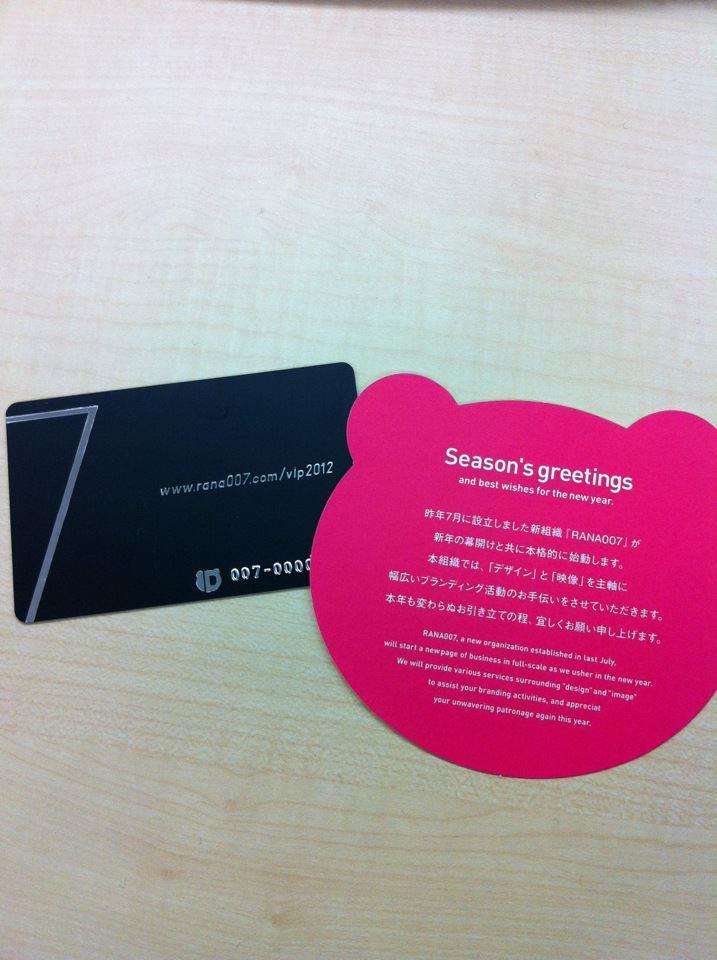 www.rana007.com/vip2012
007-0000
Season's greetings
and best wishes for the new year.
昨年7月に設立しました新組織『RANA007』が
新年の幕開けと共に本格的に始動します。
本組織では、「デザイン」と「映像」を主軸に
幅広いブランディング活動のお手伝いをさせていただきます。
本年も変わらぬお引き立ての程、宜しくお願い申し上げます。
RANA007, a new organization established in last July,
will start a new page of business in full-scale as we usher in the new year.
We will provide various services surrounding "design" and "image"
to assist your branding activities, and appreciat
your unwavering patronage again this year.